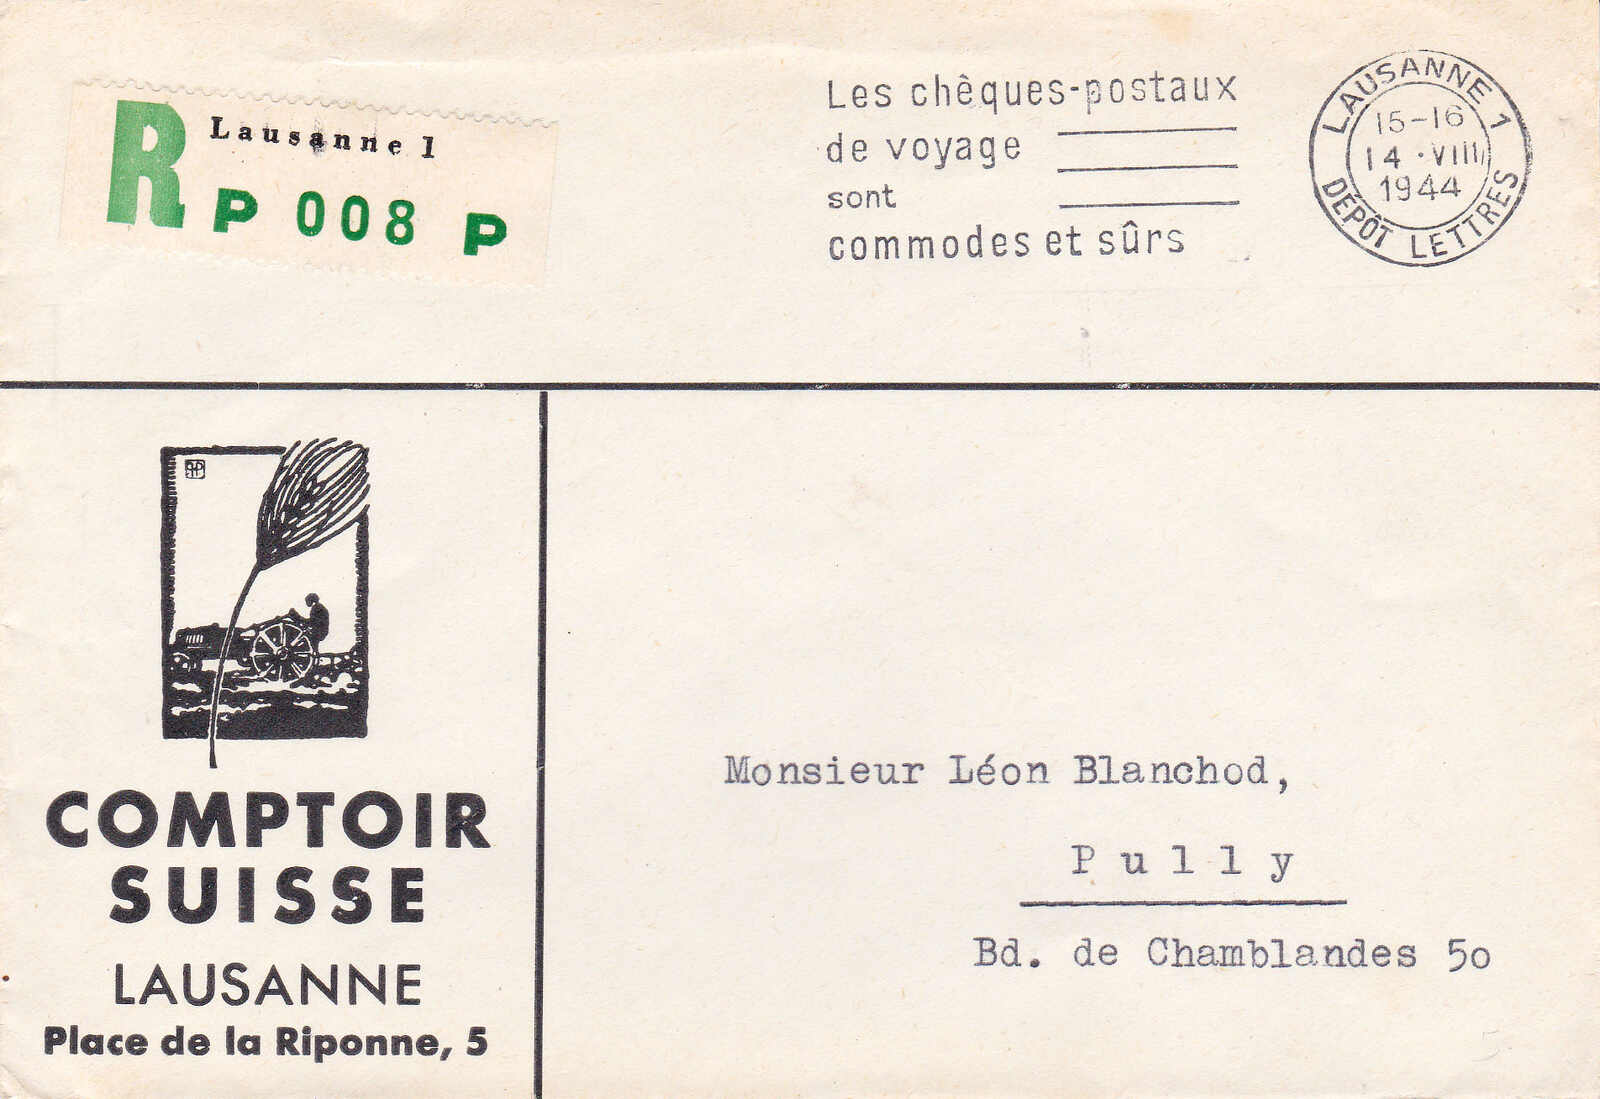 R Lausanne 1
P 008 P
Les chèques-postaux
de voyage
sont
commodes et sûrs
LAUSANNE 1
15-16
14·VIII
1944
DÉPÔT LETTRES
COMPTOIR
SUISSE
LAUSANNE
Place de la Riponne, 5
Monsieur Léon Blanchod,
Pully
Bd. de Chamblandes 50